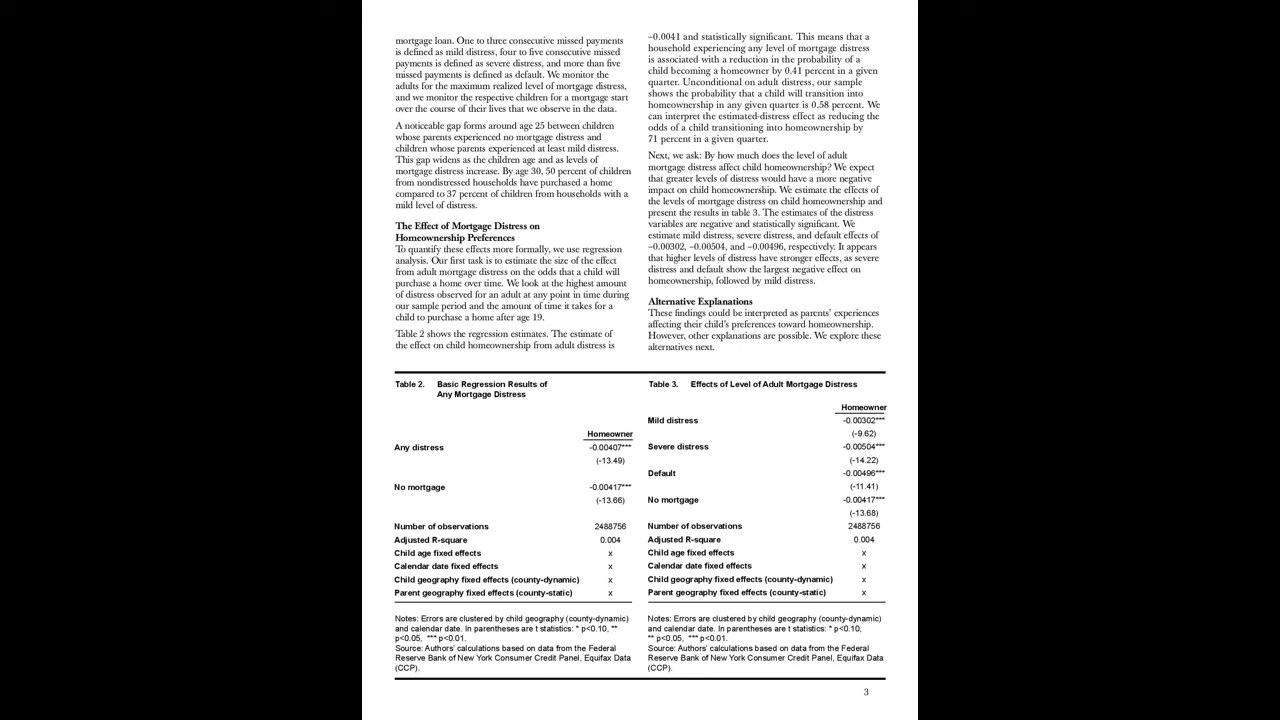 mortgage loan. One to three consecutive missed payments
is defined as mild distress, four to five consecutive missed
payments is defined as severe distress, and more than five
missed payments is defined as default. We monitor the
adults for the maximum realized level of mortgage distress,
and we monitor the respective children for a mortgage start
over the course of their lives that we observe in the data.
A noticeable gap forms around age 25 between children
whose parents experienced no mortgage distress and
children whose parents experienced at least mild distress.
This gap widens as the children age and as levels of
mortgage distress increase. By age 30, 50 percent of children
from nondistressed households have purchased a home
compared to 37 percent of children from households with a
mild level of distress.
The Effect of Mortgage Distress on
Homeownership Preferences
To quantify these effects more formally, we use regression
analysis. Our first task is to estimate the size of the effect
from adult mortgage distress on the odds that a child will
purchase a home over time. We look at the highest amount
of distress observed for an adult at any point in time during
our sample period and the amount of time it takes for a
child to purchase a home after age 19.
Table 2 shows the regression estimates. The estimate of
the effect on child homeownership from adult distress is
–0.0041 and statistically significant. This means that a
household experiencing any level of mortgage distress
is associated with a reduction in the probability of a
child becoming a homeowner by 0.41 percent in a given
quarter. Unconditional on adult distress, our sample
shows the probability that a child will transition into
homeownership in any given quarter is 0.58 percent. We
can interpret the estimated-distress effect as reducing the
odds of a child transitioning into homeownership by
71 percent in a given quarter.
Next, we ask: By how much does the level of adult
mortgage distress affect child homeownership? We expect
that greater levels of distress would have a more negative
impact on child homeownership. We estimate the effects of
the levels of mortgage distress on child homeownership and
present the results in table 3. The estimates of the distress
variables are negative and statistically significant. We
estimate mild distress, severe distress, and default effects of
–0.00302, –0.00504, and –0.00496, respectively. It appears
that higher levels of distress have stronger effects, as severe
distress and default show the largest negative effect on
homeownership, followed by mild distress.
Alternative Explanations
These findings could be interpreted as parents' experiences
affecting their child's preferences toward homeownership.
However, other explanations are possible. We explore these
alternatives next.
Table 2. Basic Regression Results of
Any Mortgage Distress
Homeowner
Any distress -0.00407***
(-13.49)
No mortgage -0.00417***
(-13.66)
Number of observations 2488756
Adjusted R-square 0.004
Child age fixed effects x
Calendar date fixed effects x
Child geography fixed effects (county-dynamic) x
Parent geography fixed effects (county-static) x
Notes: Errors are clustered by child geography (county-dynamic)
and calendar date. In parentheses are t statistics: * p<0.10, **
p<0.05, *** p<0.01.
Source: Authors' calculations based on data from the Federal
Reserve Bank of New York Consumer Credit Panel, Equifax Data
(CCP).
Table 3. Effects of Level of Adult Mortgage Distress
Homeowner
Mild distress -0.00302***
(-9.62)
Severe distress -0.00504***
(-14.22)
Default -0.00496***
(-11.41)
No mortgage -0.00417***
(-13.68)
Number of observations 2488756
Adjusted R-square 0.004
Child age fixed effects x
Calendar date fixed effects x
Child geography fixed effects (county-dynamic) x
Parent geography fixed effects (county-static) x
Notes: Errors are clustered by child geography (county-dynamic)
and calendar date. In parentheses are t statistics: * p<0.10,
** p<0.05, *** p<0.01.
Source: Authors' calculations based on data from the Federal
Reserve Bank of New York Consumer Credit Panel, Equifax Data
(CCP).
3